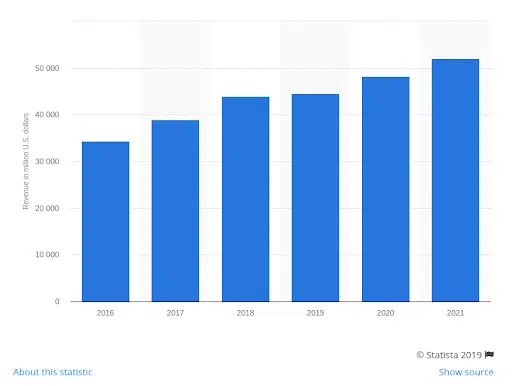 Revenue in million U.S. dollars
50 000
40 000
30 000
20 000
10 000
0
2016 2017 2018 2019 2020 2021
© Statista 2019
About this statistic Show source